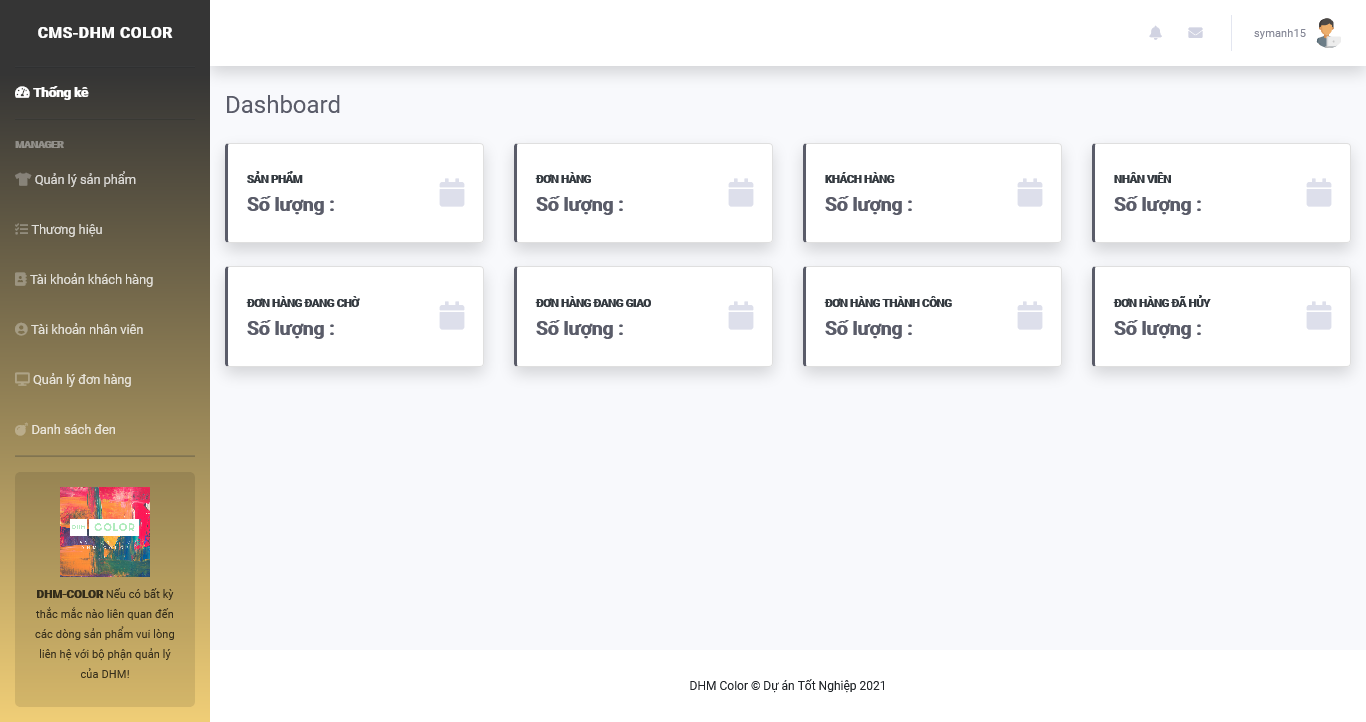 CMS-DHM COLOR
symanh15
Thống kê
MANAGER
Quản lý sản phẩm
Thương hiệu
Tài khoản khách hàng
Tài khoản nhân viên
Quản lý đơn hàng
Danh sách đen
DHM COLOR
DHM-COLOR Nếu có bất kỳ
thắc mắc nào liên quan đến
các dòng sản phẩm vui lòng
liên hệ với bộ phận quản lý
của DHM!
Dashboard
SẢN PHẨM
Số lượng :
ĐƠN HÀNG
Số lượng :
KHÁCH HÀNG
Số lượng :
NHÂN VIÊN
Số lượng :
ĐƠN HÀNG ĐANG CHỜ
Số lượng :
ĐƠN HÀNG ĐANG GIAO
Số lượng :
ĐƠN HÀNG THÀNH CÔNG
Số lượng :
ĐƠN HÀNG ĐÃ HỦY
Số lượng :
DHM Color © Dự án Tốt Nghiệp 2021